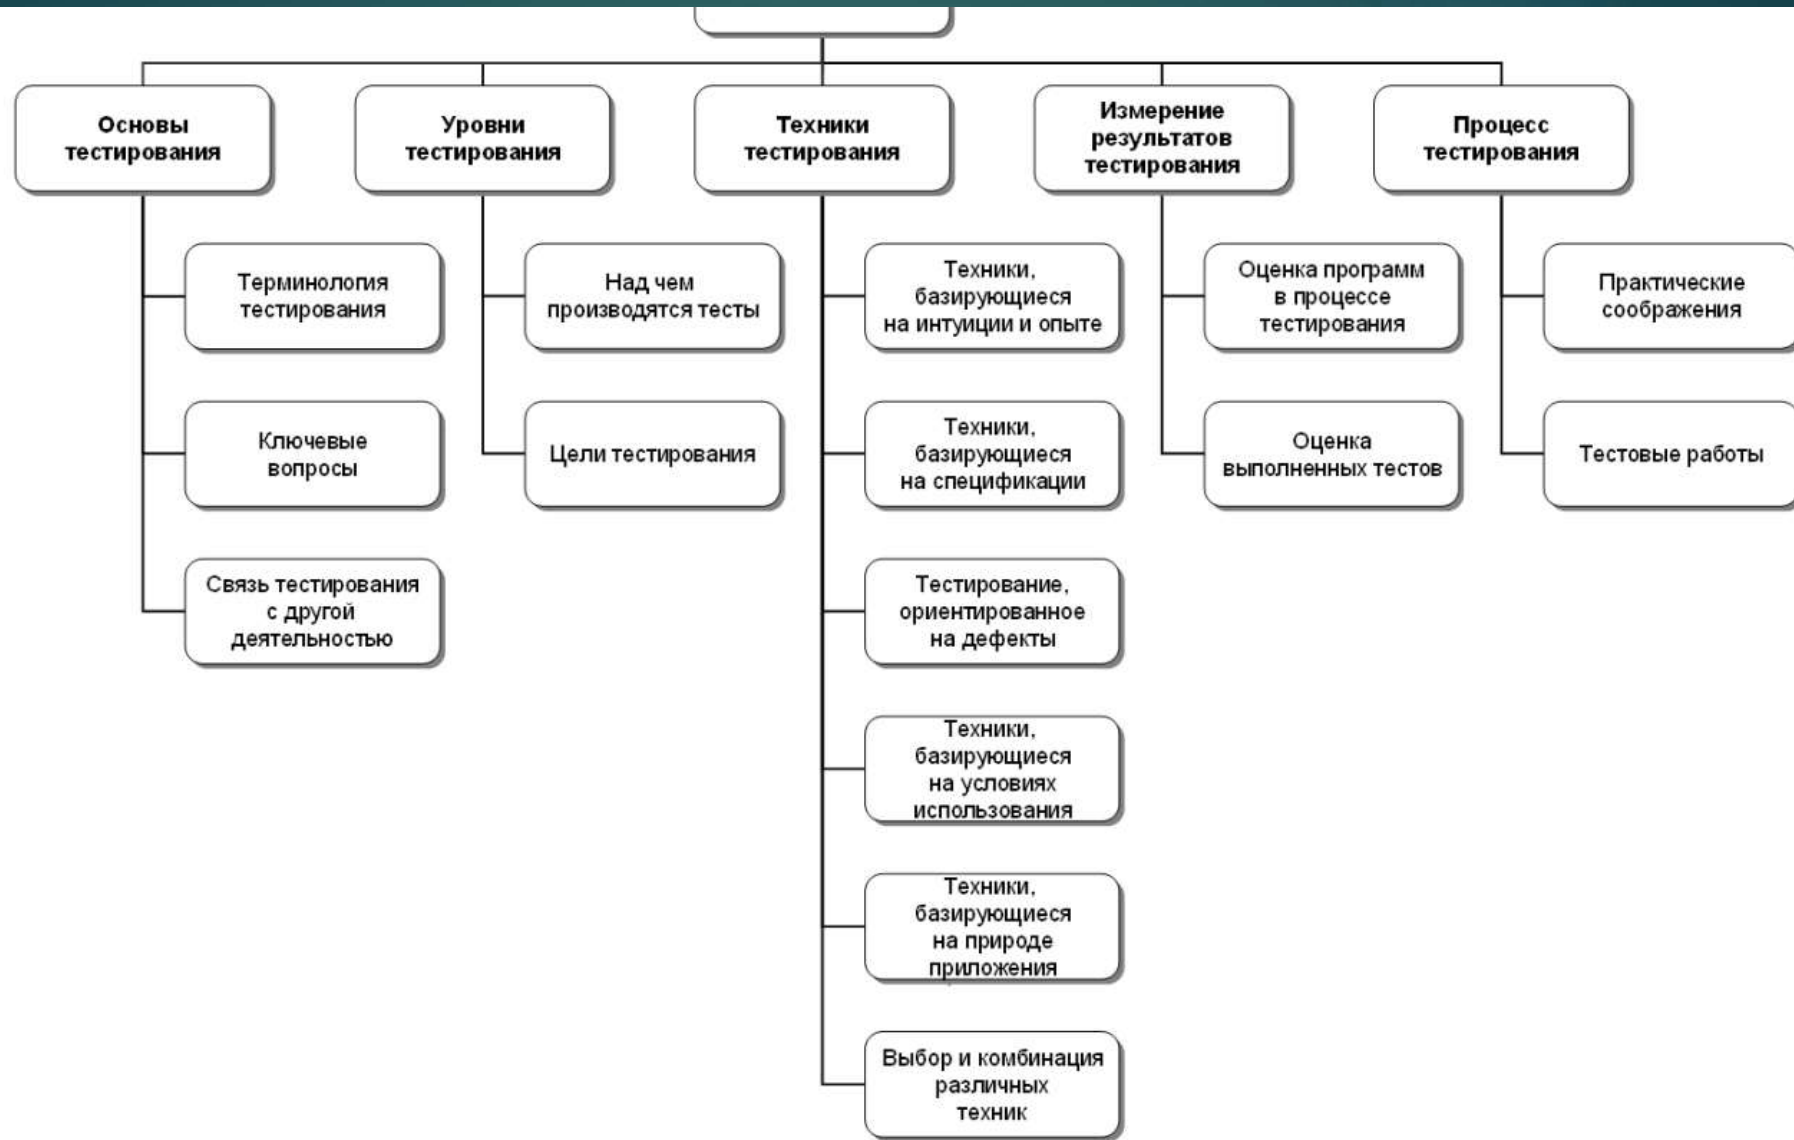 Основы
тестирования
Уровни
тестирования
Техники
тестирования
Измерение
результатов
тестирования
Процесс
тестирования
Терминология
тестирования
Ключевые
вопросы
Связь тестирования
с другой
деятельностью
Над чем
производятся тесты
Цели тестирования
Техники,
базирующиеся
на интуиции и опыте
Техники,
базирующиеся
на спецификации
Тестирование,
ориентированное
на дефекты
Техники,
базирующиеся
на условиях
использования
Техники,
базирующиеся
на природе
приложения
Выбор и комбинация
различных
техник
Оценка программ
в процессе
тестирования
Оценка
выполненных тестов
Практические
соображения
Тестовые работы